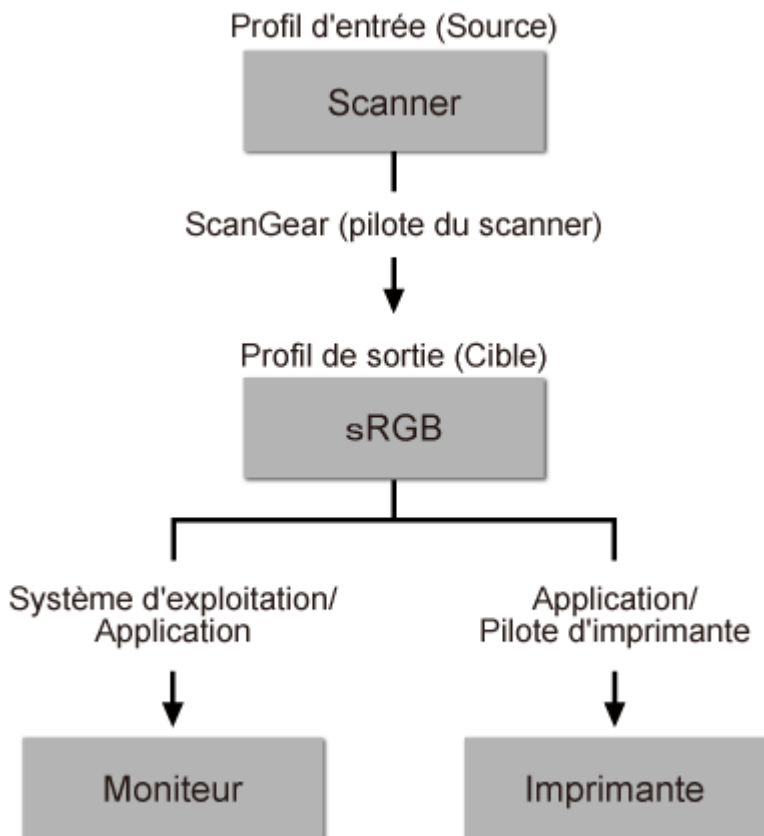 Profil d'entrée (Source)
Scanner
ScanGear (pilote du scanner)
Profil de sortie (Cible)
sRGB
Système d'exploitation/
Application
Application/
Pilote d'imprimante
Moniteur
Imprimante